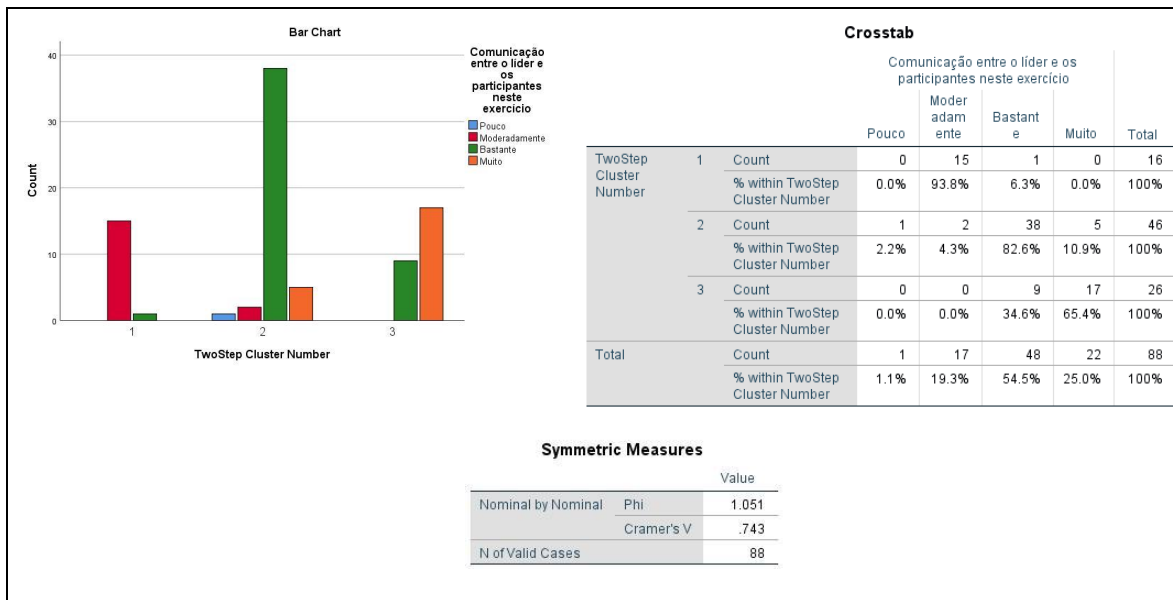 Bar Chart
40
30
20
10
0
Count
1
2
3
TwoStep Cluster Number
Comunicação
entre o líder e
os
participantes
neste
exercício
Pouco
Moderadamente
Bastante
Muito
Crosstab
Comunicação entre o líder e os
participantes neste exercício
Pouco Moder adam ente Bastant e Muito Total
TwoStep Cluster Number 1 Count 0 15 1 0 16
% within TwoStep Cluster Number 0.0% 93.8% 6.3% 0.0% 100%
2 Count 1 2 38 5 46
% within TwoStep Cluster Number 2.2% 4.3% 82.6% 10.9% 100%
3 Count 0 0 9 17 26
% within TwoStep Cluster Number 0.0% 0.0% 34.6% 65.4% 100%
Total Count 1 17 48 22 88
% within TwoStep Cluster Number 1.1% 19.3% 54.5% 25.0% 100%
Symmetric Measures
Value
Nominal by Nominal Phi 1.051
Cramer's V .743
N of Valid Cases 88